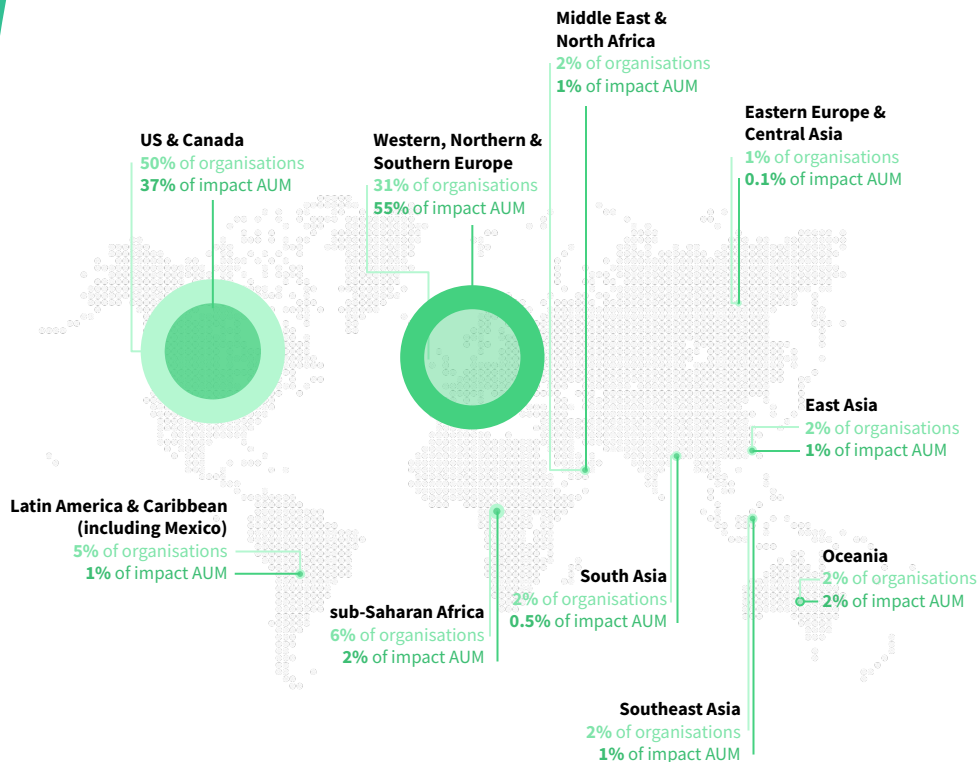 Middle East &
North Africa
2% of organisations
1% of impact AUM
Eastern Europe &
Central Asia
1% of organisations
0.1% of impact AUM
US & Canada
50% of organisations
37% of impact AUM
Western, Northern &
Southern Europe
31% of organisations
55% of impact AUM
East Asia
2% of organisations
1% of impact AUM
Latin America & Caribbean
(including Mexico)
5% of organisations
1% of impact AUM
Oceania
2% of organisations
2% of impact AUM
South Asia
2% of organisations
0.5% of impact AUM
sub-Saharan Africa
6% of organisations
2% of impact AUM
Southeast Asia
2% of organisations
1% of impact AUM